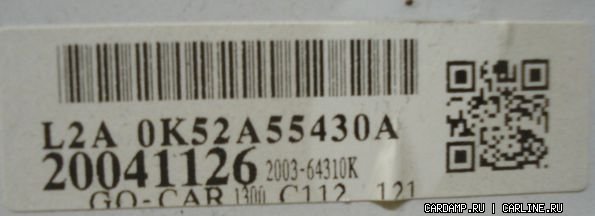 L2A 0K52A55430A
20041126 2003-64310K
GO-CAR 1300 C112 121
CARDAMP.RU | CARLINE.RU